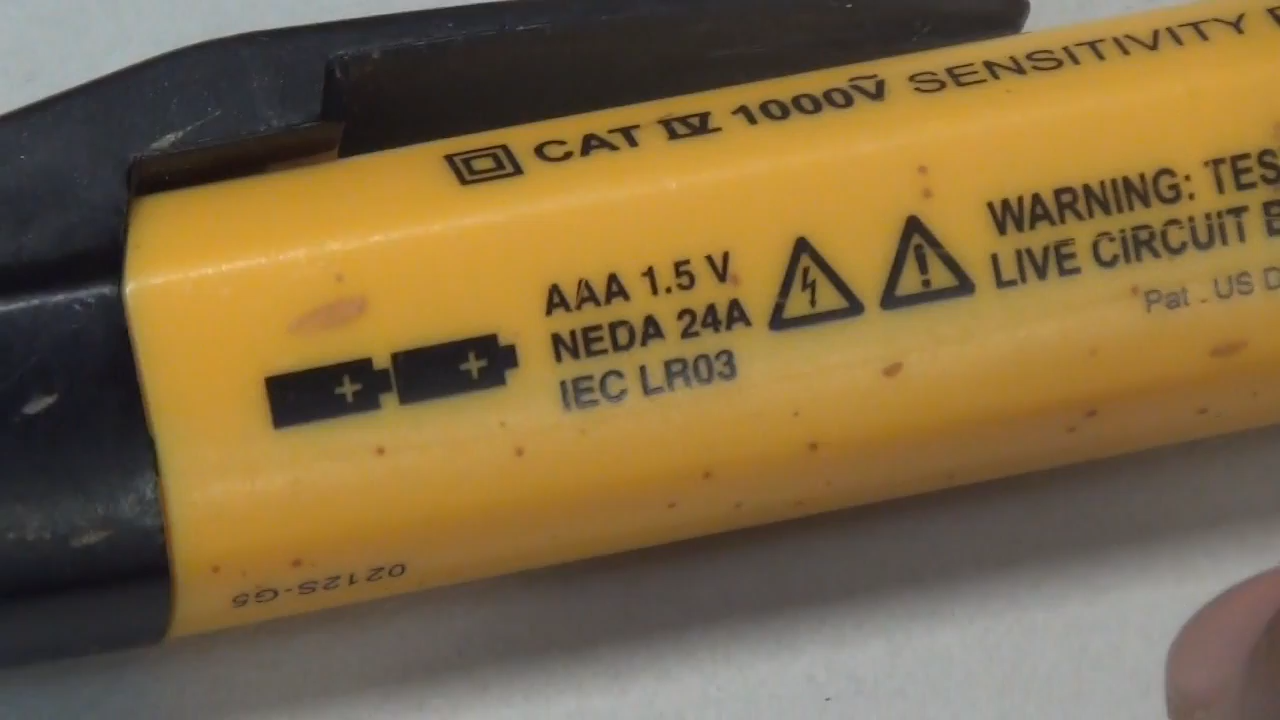 CAT IV 1000V SENSITIVITY
AAA 1.5 V
NEDA 24A
IEC LR03
WARNING: TES
LIVE CIRCUIT
Pat. US D
0212S-G5